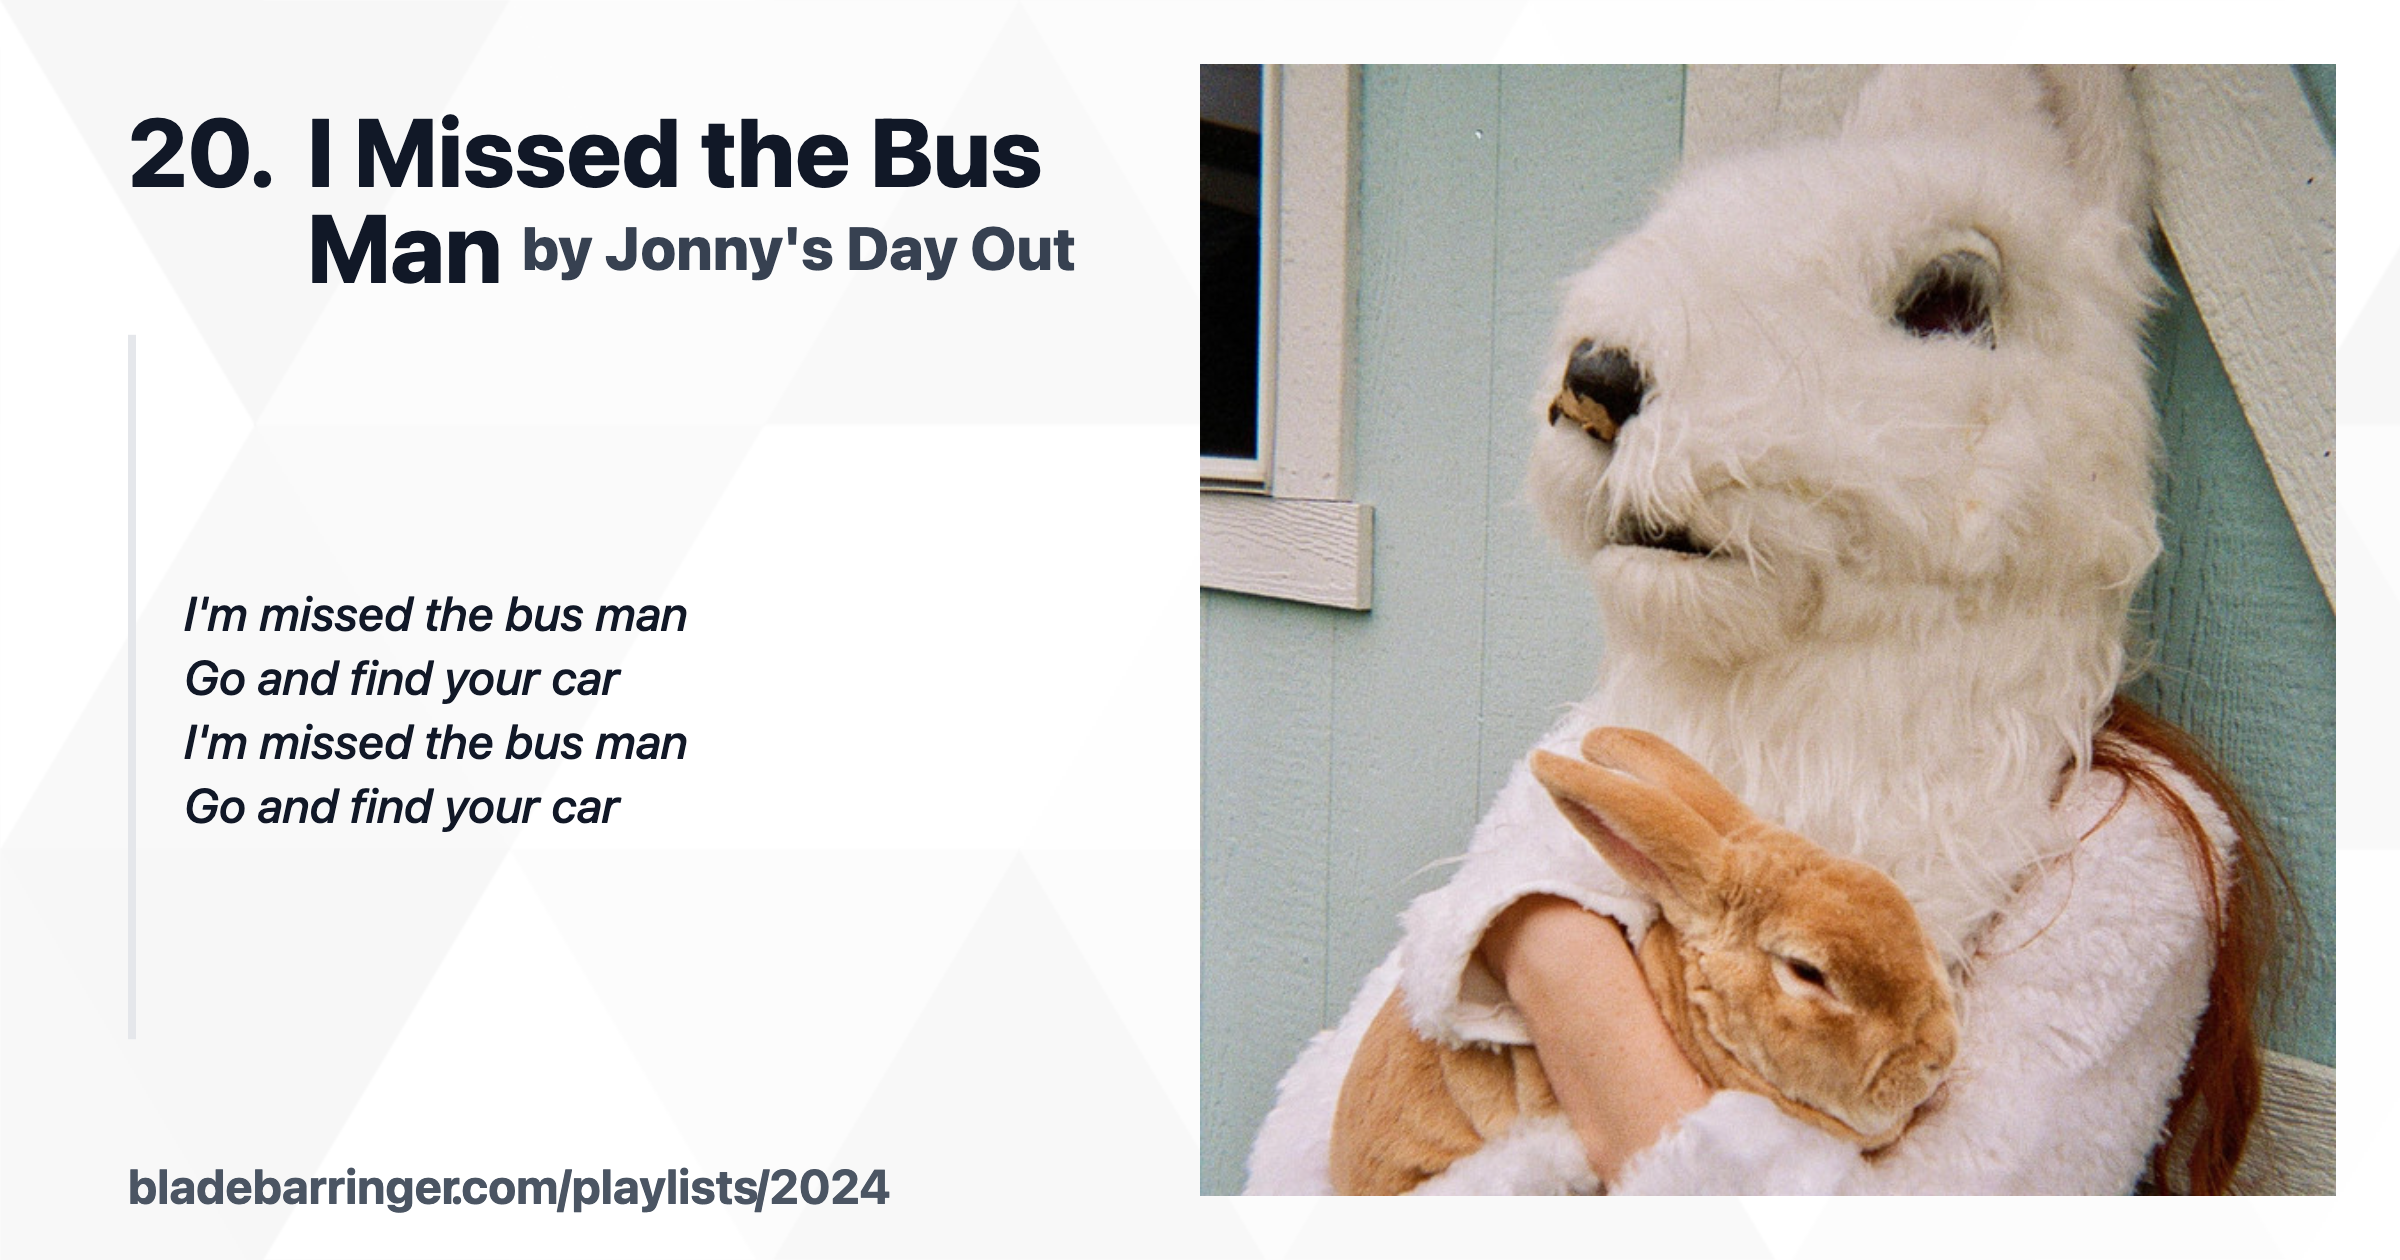 20. I Missed the Bus
Man by Jonny's Day Out
I'm missed the bus man
Go and find your car
I'm missed the bus man
Go and find your car
bladebarringer.com/playlists/2024